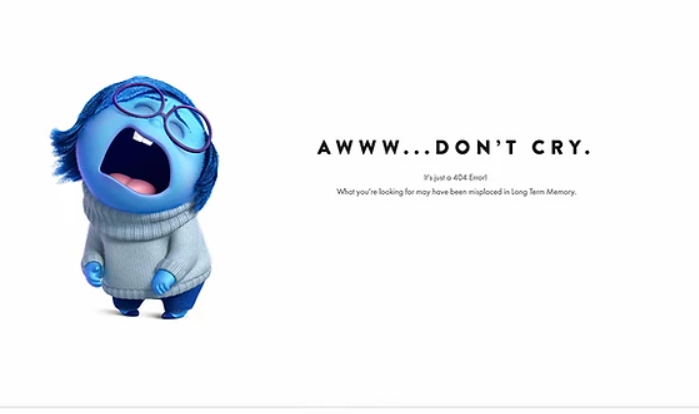 AWWW...DON'T CRY.
It's just a 404 Error!
What you're looking for may have been misplaced in Long Term Memory.